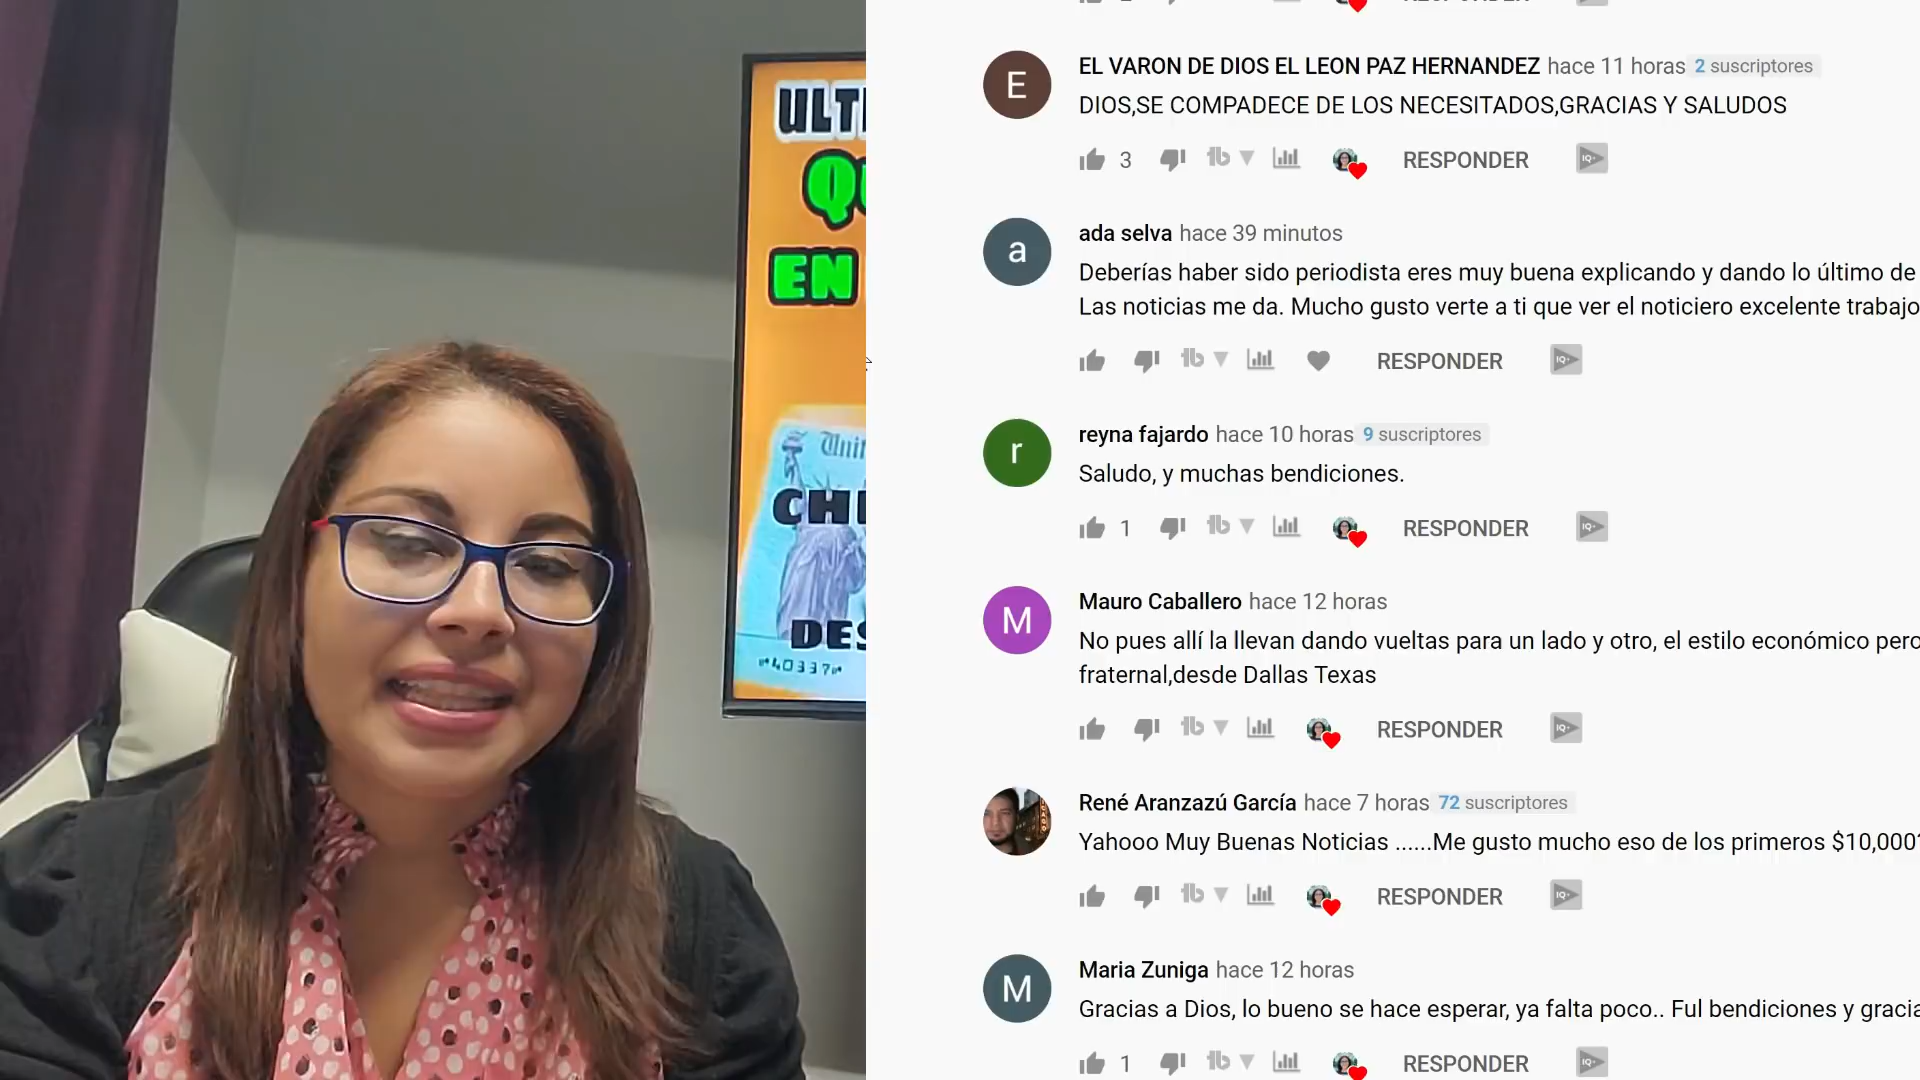 ULTI
QU
EN
Unit
CHE
DES
"40337"
RESPONDER
EL VARON DE DIOS EL LEON PAZ HERNANDEZ hace 11 horas 2 suscriptores
DIOS,SE COMPADECE DE LOS NECESITADOS,GRACIAS Y SALUDOS
3 RESPONDER
ada selva hace 39 minutos
Deberías haber sido periodista eres muy buena explicando y dando lo último de
Las noticias me da. Mucho gusto verte a ti que ver el noticiero excelente trabajo
RESPONDER
reyna fajardo hace 10 horas 9 suscriptores
Saludo, y muchas bendiciones.
1 RESPONDER
Mauro Caballero hace 12 horas
No pues allí la llevan dando vueltas para un lado y otro, el estilo económico pero
fraternal,desde Dallas Texas
RESPONDER
René Aranzazú García hace 7 horas 72 suscriptores
Yahooo Muy Buenas Noticias ......Me gusto mucho eso de los primeros $10,000
RESPONDER
Maria Zuniga hace 12 horas
Gracias a Dios, lo bueno se hace esperar, ya falta poco.. Ful bendiciones y gracia
1 RESPONDER